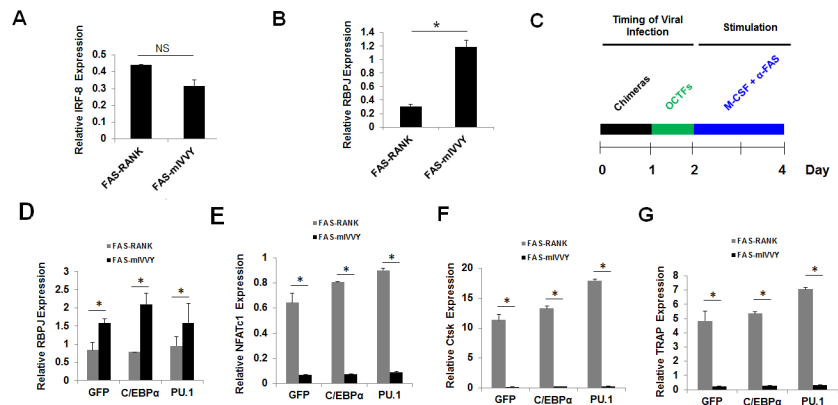 A
Relative IRF-8 Expression
NS
0.5
0.4
0.3
0.2
0.1
0
FAS-RANK
FAS-mIVVY
B
Relative RBPJ Expression
*
1.4
1.2
1
0.8
0.6
0.4
0.2
0
FAS-RANK
FAS-mIVVY
C
Timing of Viral
Infection
Stimulation
Chimeras
OCTFs
M-CSF + α-FAS
0 1 2 4 Day
D
FAS-RANK
FAS-mIVVY
Relative RBPJ Expression
3
2.5
2
1.5
1
0.5
0
* * *
GFP C/EBPα PU.1
E
FAS-RANK
FAS-mIVVY
Relative NFATc1 Expression
1
0.8
0.6
0.4
0.2
0
* * *
GFP C/EBPα PU.1
F
FAS-RANK
FAS-mIVVY
Relative Ctsk Expression
20
15
10
5
0
* * *
GFP C/EBPα PU.1
G
FAS-RANK
FAS-mIVVY
Relative TRAP Expression
8
7
6
5
4
3
2
1
0
* * *
GFP C/EBPα PU.1